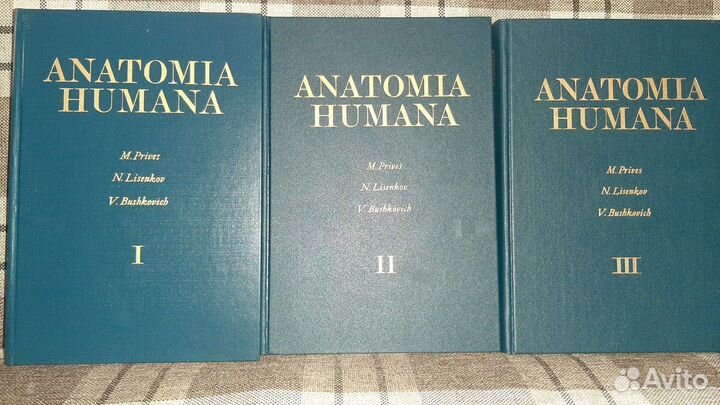 ANATOMIA
HUMANA
M. Prives
N. Lisenkov
V. Bushkovich
I
ANATOMIA
HUMANA
M. Prives
N. Lisenkov
V. Bushkovich
II
ANATOMIA
HUMANA
M. Prives
N. Lisenkov
V. Bushkovich
III
Avito